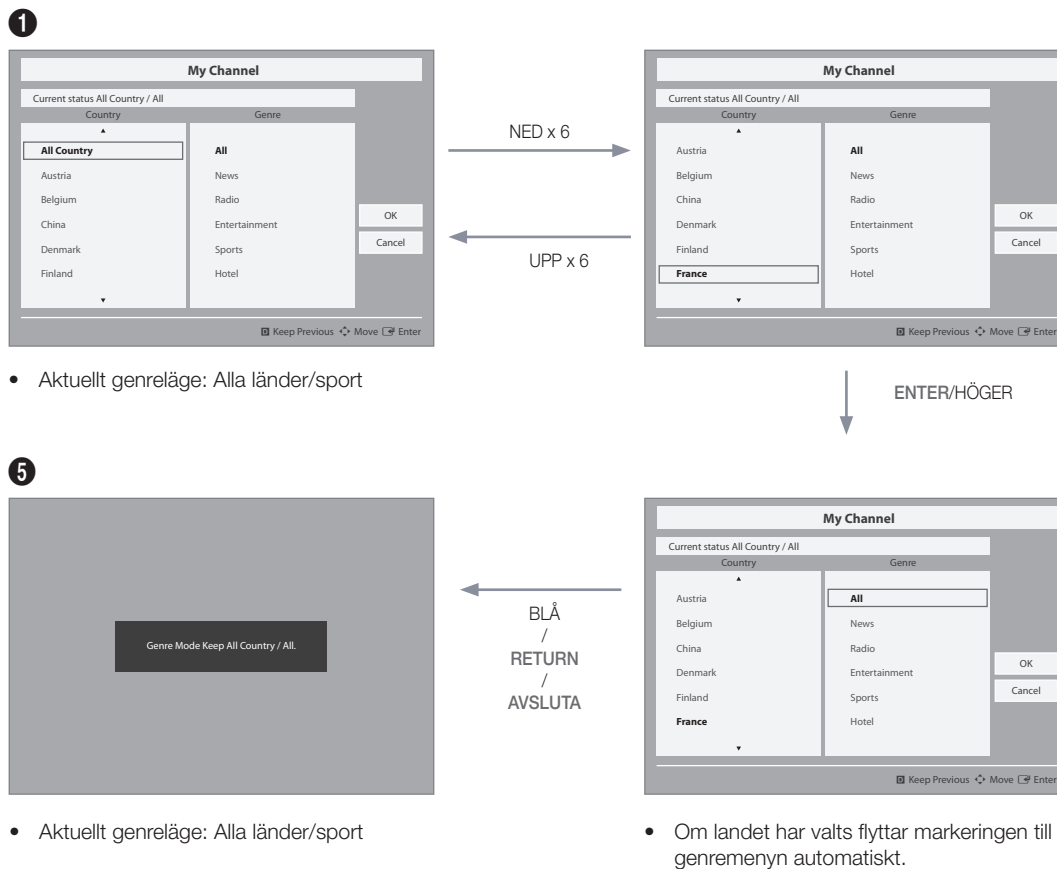 ❶
My Channel
Current status All Country / All
Country Genre
▲
All Country All
Austria News
Belgium Radio
China Entertainment
Denmark Sports
Finland Hotel
▼
OK
Cancel
D Keep Previous Move Enter
NED x 6
UPP x 6
My Channel
Current status All Country / All
Country Genre
▲
Austria All
Belgium News
China Radio
Denmark Entertainment
Finland Sports
France Hotel
▼
OK
Cancel
D Keep Previous Move Enter
• Aktuellt genreläge: Alla länder/sport
ENTER/HÖGER
❺
Genre Mode Keep All Country / All.
BLÅ
/
RETURN
/
AVSLUTA
My Channel
Current status All Country / All
Country Genre
▲
Austria All
Belgium News
China Radio
Denmark Entertainment
Finland Sports
France Hotel
▼
OK
Cancel
D Keep Previous Move Enter
• Aktuellt genreläge: Alla länder/sport
• Om landet har valts flyttar markeringen till
genremenyn automatiskt.